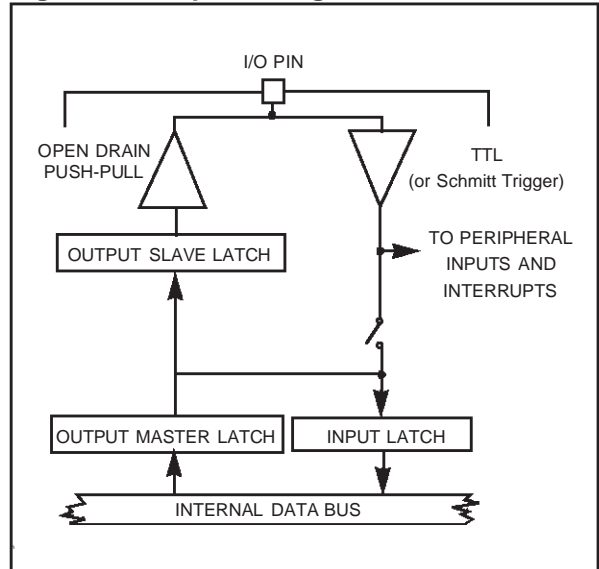 I/O PIN
OPEN DRAIN
PUSH-PULL
TTL
(or Schmitt Trigger)
TO PERIPHERAL
INPUTS AND
INTERRUPTS
OUTPUT SLAVE LATCH
OUTPUT MASTER LATCH
INPUT LATCH
INTERNAL DATA BUS